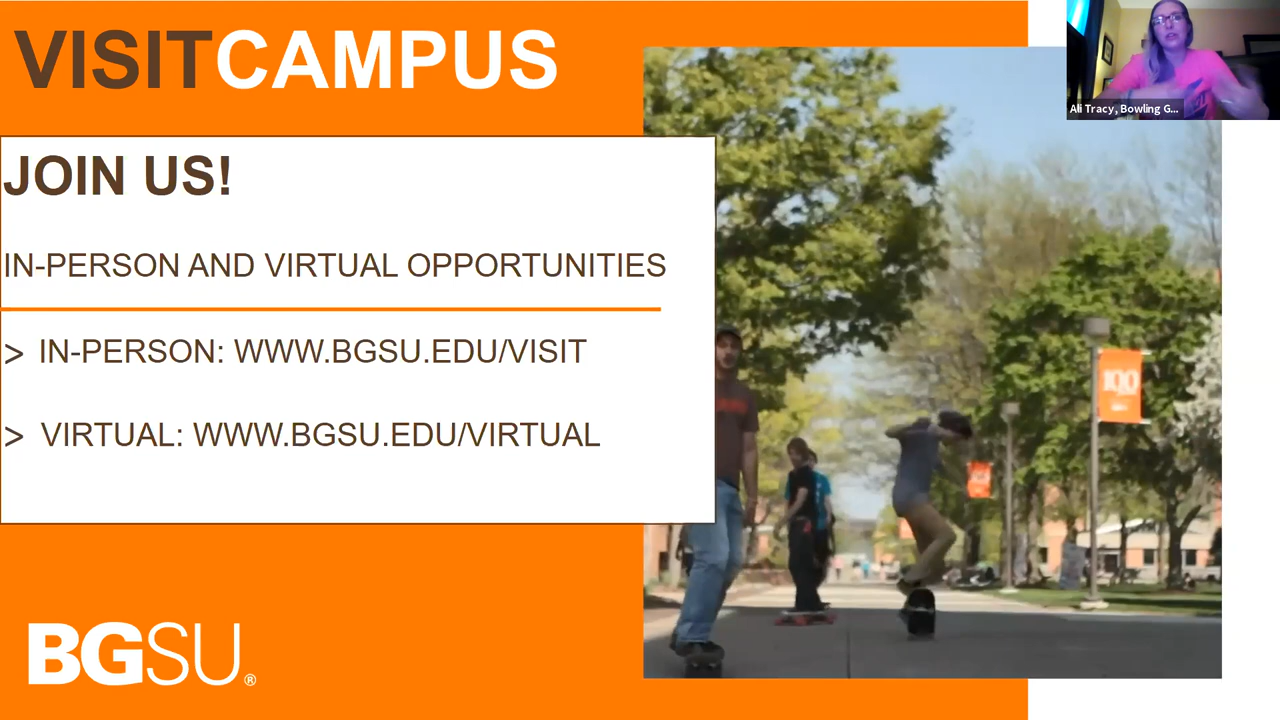 VISITCAMPUS
JOIN US!
IN-PERSON AND VIRTUAL OPPORTUNITIES
> IN-PERSON: WWW.BGSU.EDU/VISIT
> VIRTUAL: WWW.BGSU.EDU/VIRTUAL
BGSU®
Ali Tracy, Bowling G...
100